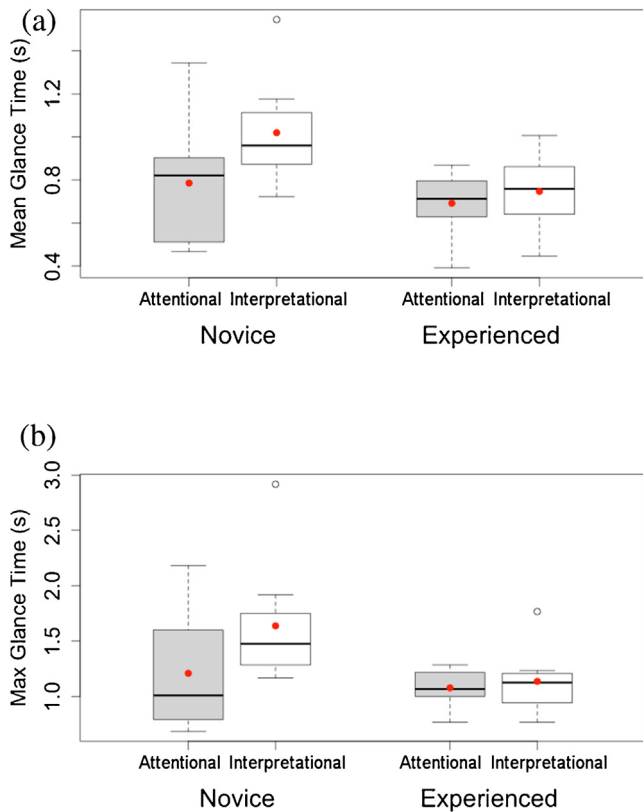 (a)
Mean Glance Time (s)
1.2
0.8
0.4
Attentional Interpretational Attentional Interpretational
Novice Experienced
(b)
Max Glance Time (s)
3.0
2.5
2.0
1.5
1.0
Attentional Interpretational Attentional Interpretational
Novice Experienced